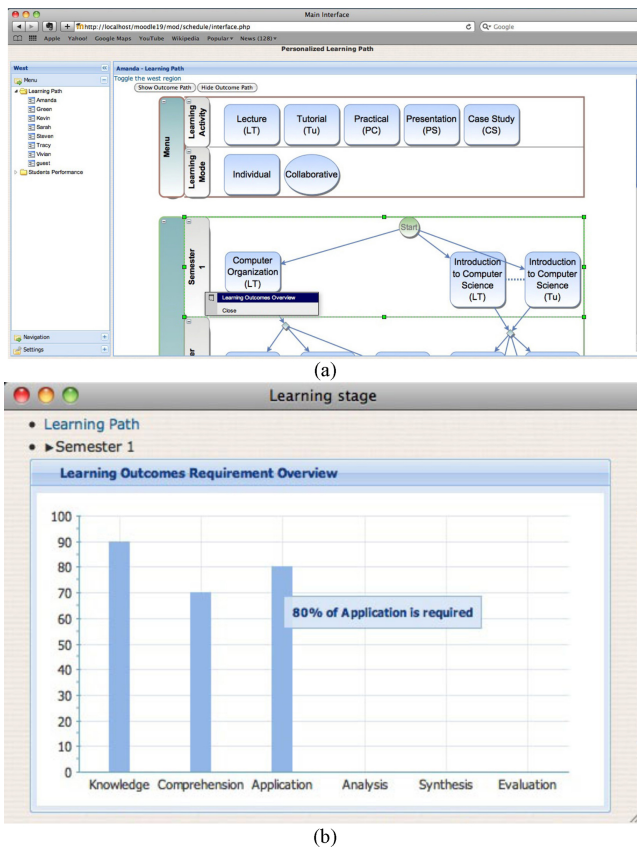 Main Interface
http://localhost/moodle19/mod/schedule/interface.php
Google
Apple Yahoo! Google Maps YouTube Wikipedia Popular News (128)
Personalized Learning Path
West
Amanda - Learning Path
Menu
Toggle the west region
Learning Path
Show Outcome Path Hide Outcome Path
Amanda
Green
Kevin
Sarah
Steven
Tracy
Vivian
guest
Students Performance
Menu
Learning Activity
Lecture (LT)
Tutorial (Tu)
Practical (PC)
Presentation (PS)
Case Study (CS)
Learning Mode
Individual
Collaborative
Start
Semester 1
Computer Organization (LT)
Introduction to Computer Science (LT)
Introduction to Computer Science (Tu)
Learning Outcomes Overview
Close
Navigation
Settings
er
(a)
Learning stage
• Learning Path
• ►Semester 1
Learning Outcomes Requirement Overview
100
90
80
70
60
50
40
30
20
10
0
80% of Application is required
Knowledge Comprehension Application Analysis Synthesis Evaluation
(b)